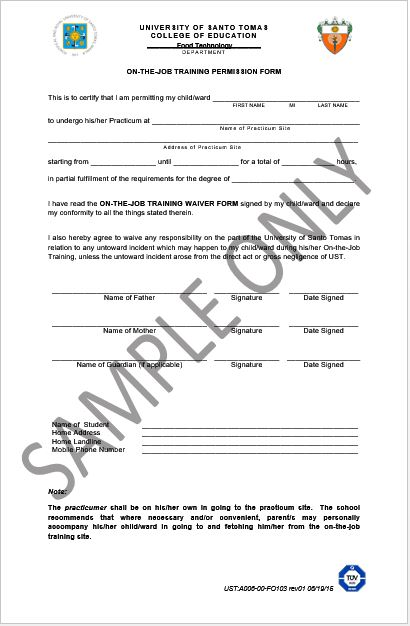 UNIVERSITY OF SANTO TOMAS
COLLEGE OF EDUCATION
Food Technology
DEPARTMENT
ON-THE-JOB TRAINING PERMISSION FORM
This is to certify that I am permitting my child/ward
FIRST NAME MI LAST NAME
to undergo his/her Practicum at
Name of Practicum Site
Address of Practicum Site
starting from until for a total of hours,
in partial fulfillment of the requirements for the degree of
I have read the ON-THE-JOB TRAINING WAIVER FORM signed by my child/ward and declare
my conformity to all the things stated therein.
I also hereby agree to waive any responsibility on the part of the University of Santo Tomas in
relation to any untoward incident which may happen to my child/ward during his/her On-the-Job
Training, unless the untoward incident arose from the direct act or gross negligence of UST.
Name of Father Signature Date Signed
Name of Mother Signature Date Signed
Name of Guardian (if applicable) Signature Date Signed
SAMPLE ONLY
Name of Student
Home Address
Home Landline
Mobile Phone Number
Note:
The practicumer shall be on his/her own in going to the practicum site. The school
recommends that where necessary and/or convenient, parent/s may personally
accompany his/her child/ward in going to and fetching him/her from the on-the-job
training site.
TÜV
UST:A006-00-FO103 rev01 06/19/15